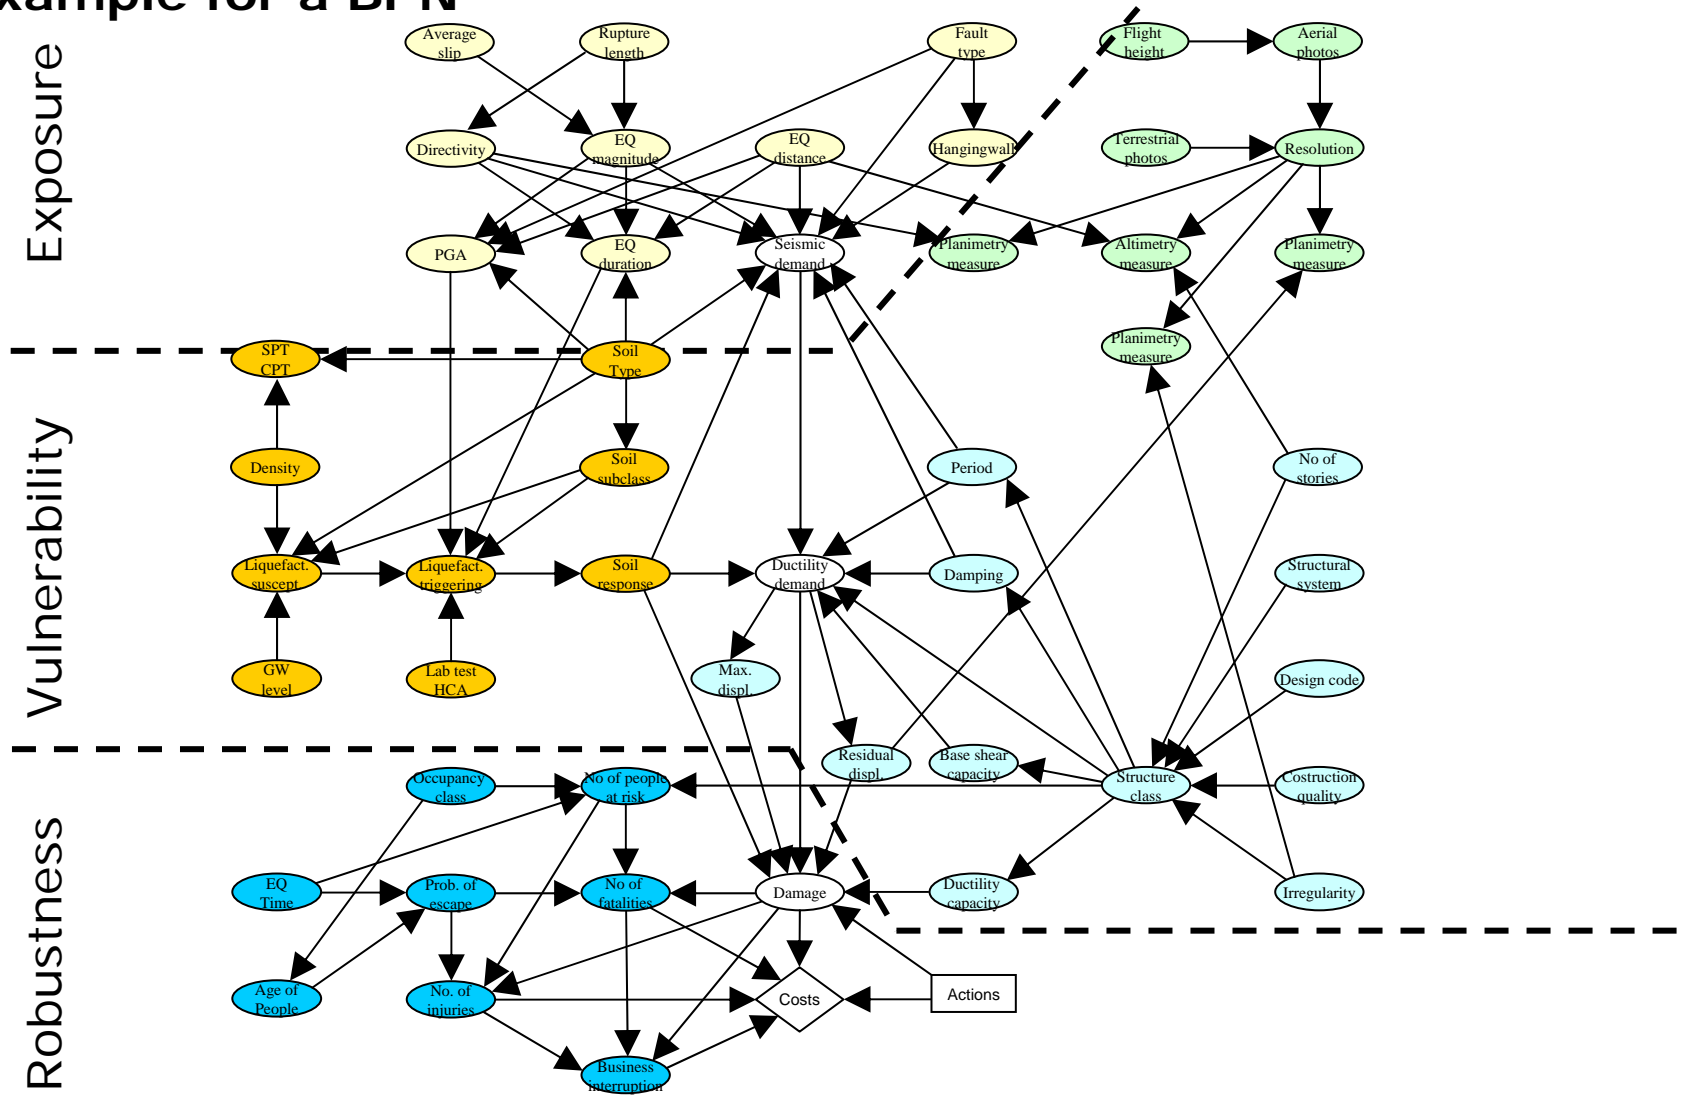 xample for a BPN
Exposure
Vulnerability
Robustness
Average
slip
Rupture
length
Fault
type
Flight
height
Aerial
photos
Directivity
EQ
magnitude
EQ
distance
Hangingwall
Terrestrial
photos
Resolution
PGA
EQ
duration
Seismic
demand
Planimetry
measure
Altimetry
measure
Planimetry
measure
Planimetry
measure
SPT
CPT
Soil
Type
Density
Soil
subclass
Period
No of
stories
Liquefact.
suscept
Liquefact.
triggering
Soil
response
Ductility
demand
Damping
Structural
system
GW
level
Lab test
HCA
Max.
displ.
Design code
Residual
displ.
Base shear
capacity
Occupancy
class
No of people
at risk
Structure
class
Costruction
quality
EQ
Time
Prob. of
escape
No of
fatalities
Damage
Ductility
capacity
Irregularity
Age of
People
No. of
injuries
Costs
Actions
Business
interruption